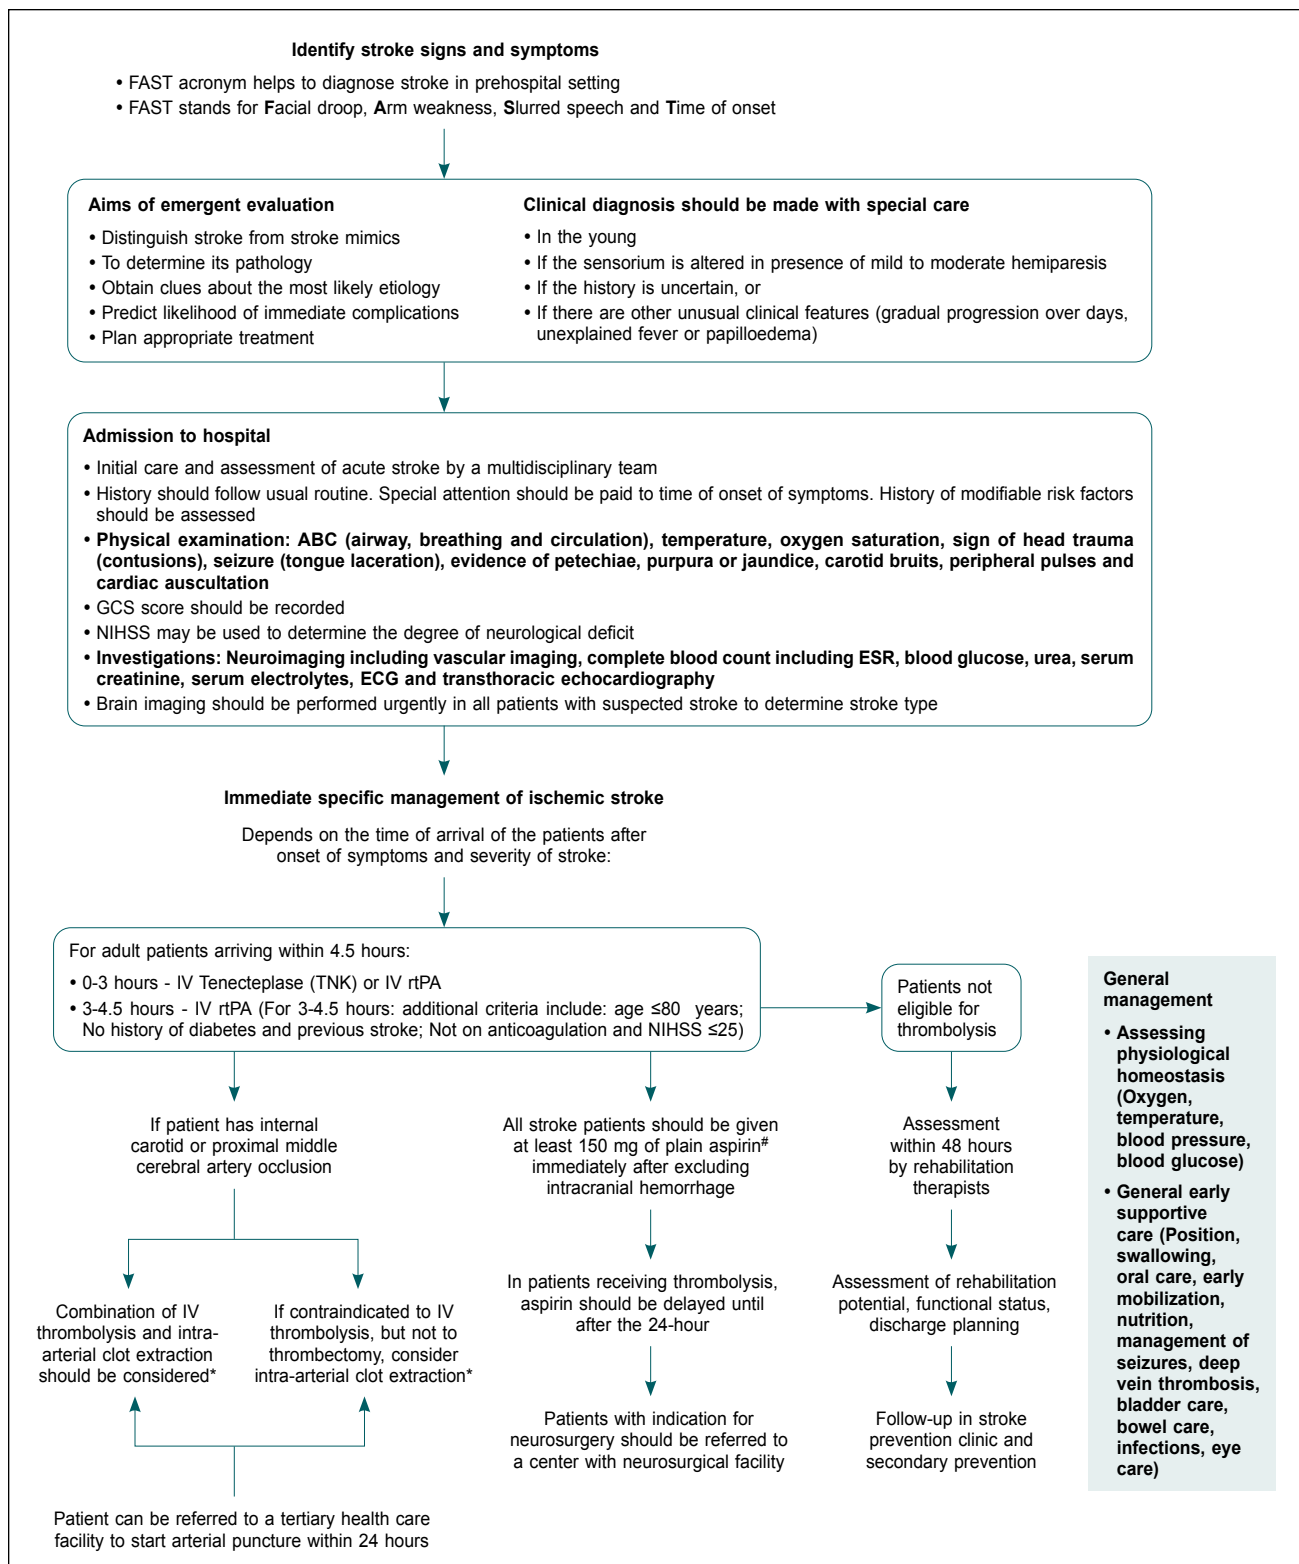 Identify stroke signs and symptoms
• FAST acronym helps to diagnose stroke in prehospital setting
• FAST stands for Facial droop, Arm weakness, Slurred speech and Time of onset
Aims of emergent evaluation
• Distinguish stroke from stroke mimics
• To determine its pathology
• Obtain clues about the most likely etiology
• Predict likelihood of immediate complications
• Plan appropriate treatment
Clinical diagnosis should be made with special care
• In the young
• If the sensorium is altered in presence of mild to moderate hemiparesis
• If the history is uncertain, or
• If there are other unusual clinical features (gradual progression over days,
unexplained fever or papilloedema)
Admission to hospital
• Initial care and assessment of acute stroke by a multidisciplinary team
• History should follow usual routine. Special attention should be paid to time of onset of symptoms. History of modifiable risk factors
should be assessed
• Physical examination: ABC (airway, breathing and circulation), temperature, oxygen saturation, sign of head trauma
(contusions), seizure (tongue laceration), evidence of petechiae, purpura or jaundice, carotid bruits, peripheral pulses and
cardiac auscultation
• GCS score should be recorded
• NIHSS may be used to determine the degree of neurological deficit
• Investigations: Neuroimaging including vascular imaging, complete blood count including ESR, blood glucose, urea, serum
creatinine, serum electrolytes, ECG and transthoracic echocardiography
• Brain imaging should be performed urgently in all patients with suspected stroke to determine stroke type
Immediate specific management of ischemic stroke
Depends on the time of arrival of the patients after
onset of symptoms and severity of stroke:
For adult patients arriving within 4.5 hours:
• 0-3 hours - IV Tenecteplase (TNK) or IV rtPA
• 3-4.5 hours - IV rtPA (For 3-4.5 hours: additional criteria include: age ≤80 years;
No history of diabetes and previous stroke; Not on anticoagulation and NIHSS ≤25)
Patients not
eligible for
thrombolysis
If patient has internal
carotid or proximal middle
cerebral artery occlusion
Combination of IV
thrombolysis and intra-
arterial clot extraction
should be considered*
If contraindicated to IV
thrombolysis, but not to
thrombectomy, consider
intra-arterial clot extraction*
Patient can be referred to a tertiary health care
facility to start arterial puncture within 24 hours
All stroke patients should be given
at least 150 mg of plain aspirin#
immediately after excluding
intracranial hemorrhage
In patients receiving thrombolysis,
aspirin should be delayed until
after the 24-hour
Patients with indication for
neurosurgery should be referred to
a center with neurosurgical facility
Assessment
within 48 hours
by rehabilitation
therapists
Assessment of rehabilitation
potential, functional status,
discharge planning
Follow-up in stroke
prevention clinic and
secondary prevention
General
management
• Assessing
physiological
homeostasis
(Oxygen,
temperature,
blood pressure,
blood glucose)
• General early
supportive
care (Position,
swallowing,
oral care, early
mobilization,
nutrition,
management of
seizures, deep
vein thrombosis,
bladder care,
bowel care,
infections, eye
care)